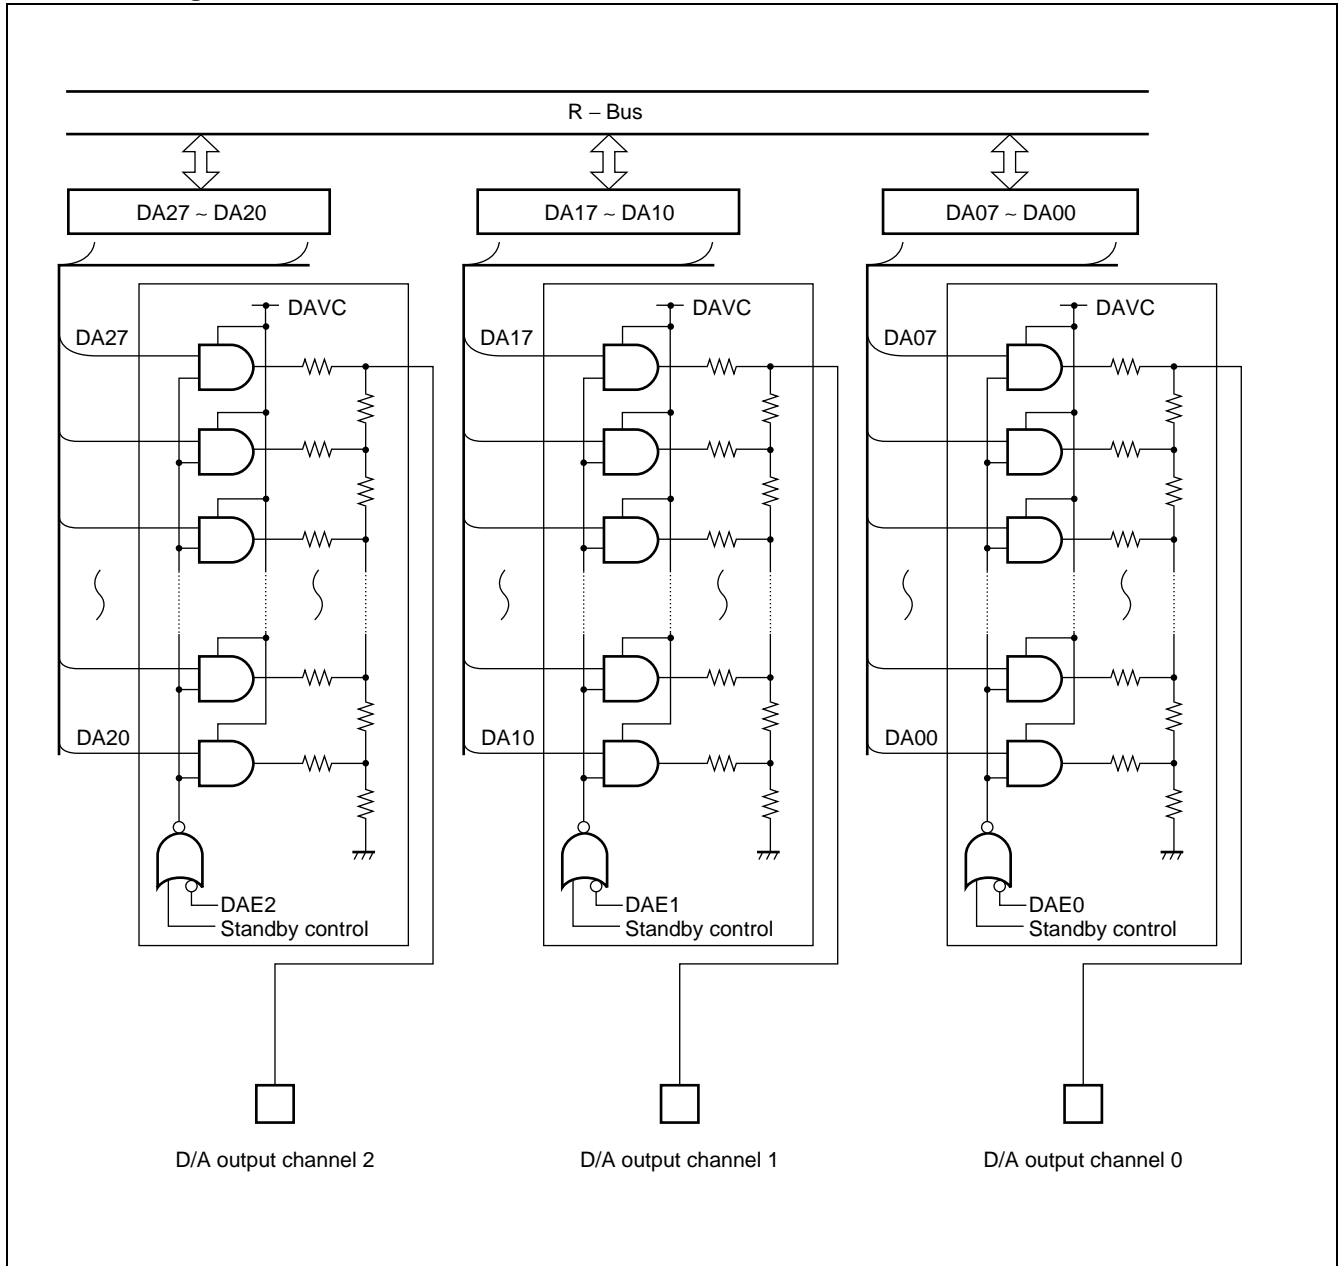 R – Bus
DA27 ~ DA20
DA17 ~ DA10
DA07 ~ DA00
DAVC
DAVC
DAVC
DA27
DA17
DA07
DA20
DA10
DA00
DAE2
Standby control
DAE1
Standby control
DAE0
Standby control
D/A output channel 2
D/A output channel 1
D/A output channel 0